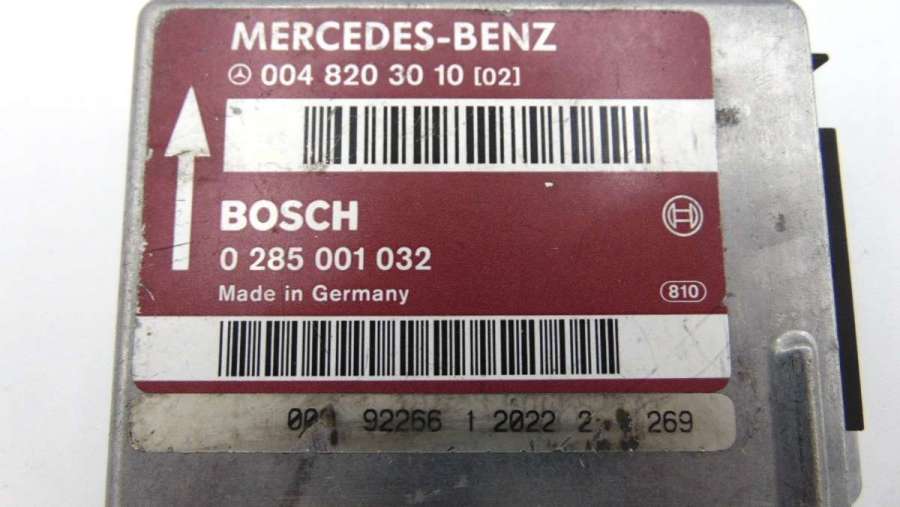 MERCEDES-BENZ
004 820 30 10 [02]
BOSCH
0 285 001 032
Made in Germany
810
92266 1 2022 2 269